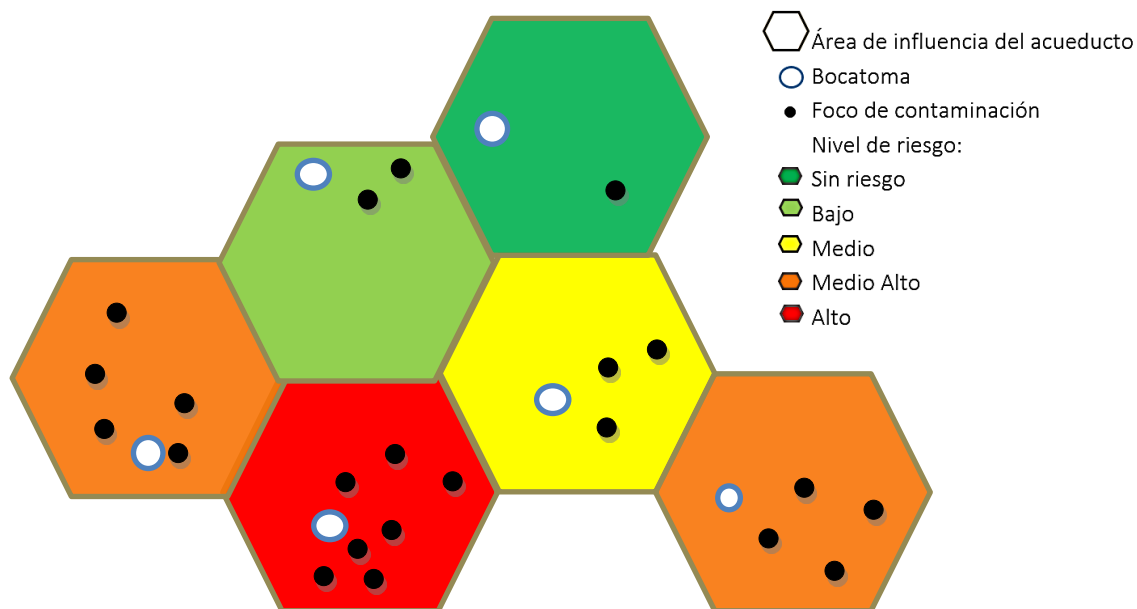 Área de influencia del acueducto
Bocatoma
Foco de contaminación
Nivel de riesgo:
Sin riesgo
Bajo
Medio
Medio Alto
Alto